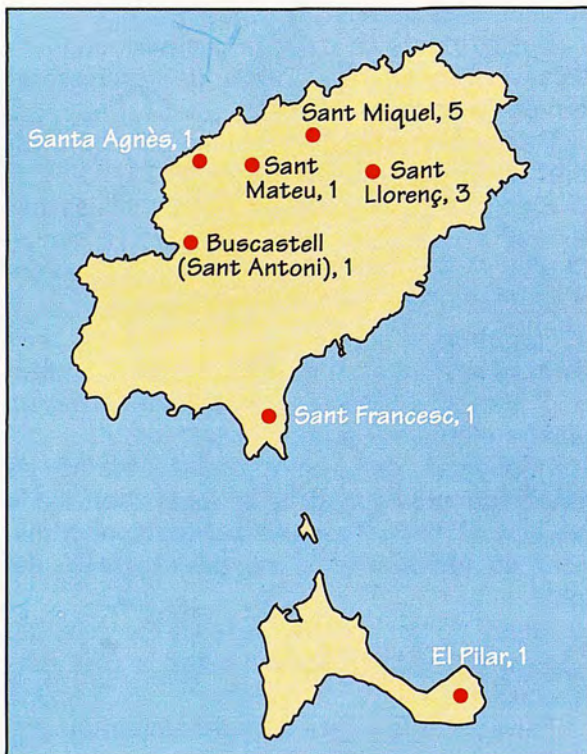 Sant Miquel, 5
Santa Agnès, 1
Sant
Mateu, 1
Sant
Llorenç, 3
Buscastell
(Sant Antoni), 1
Sant Francesc, 1
El Pilar, 1